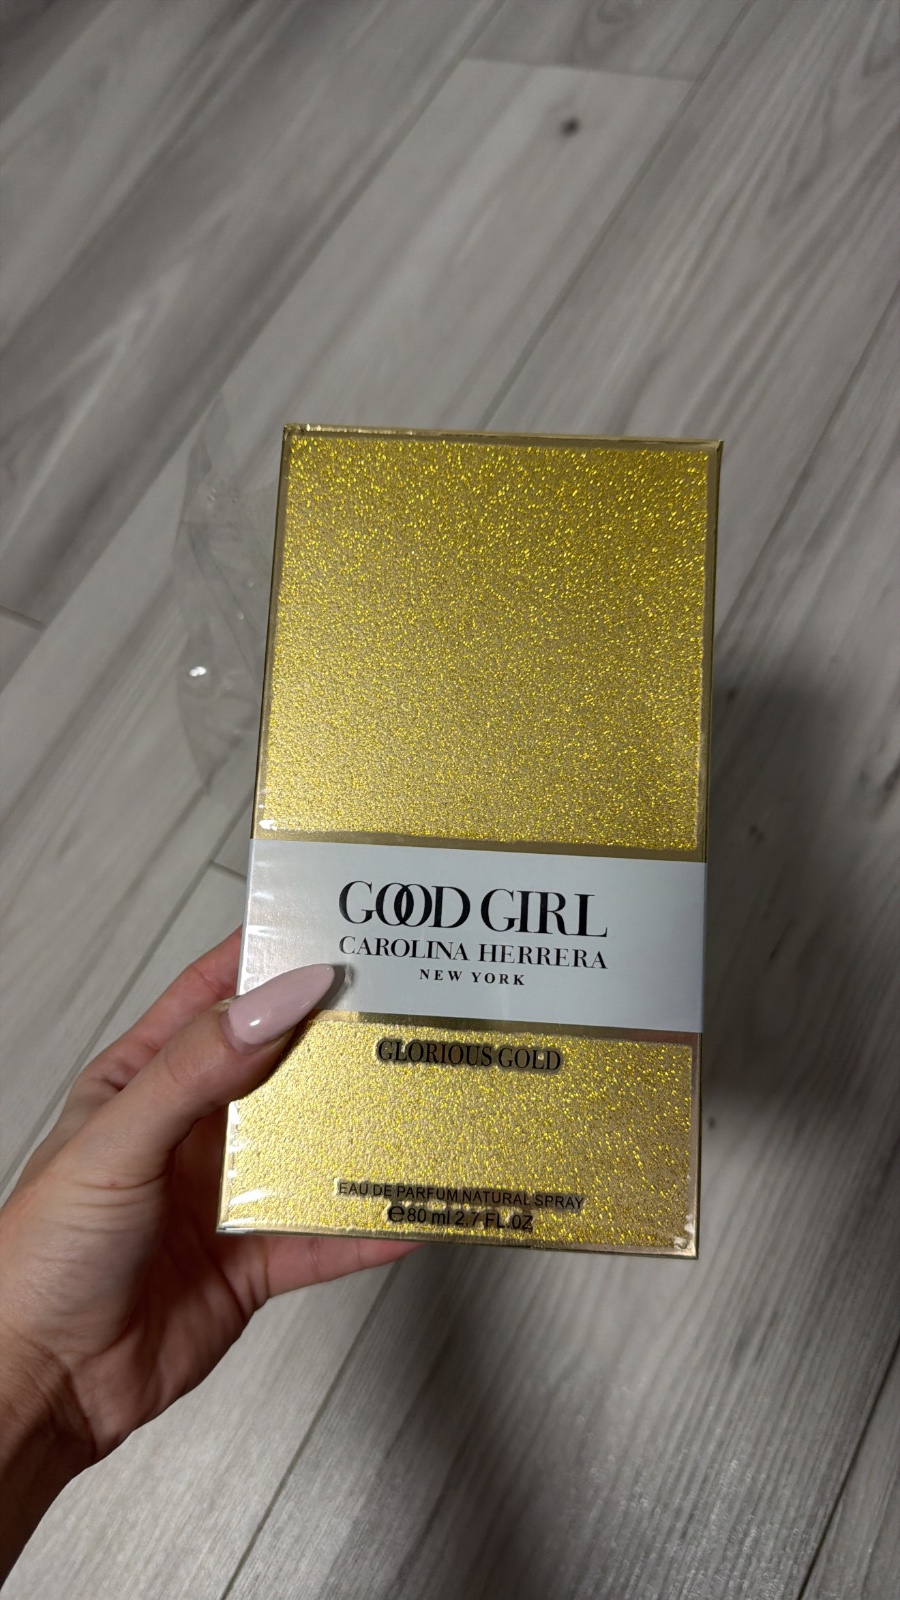 GOOD GIRL
CAROLINA HERRERA
NEW YORK
GLORIOUS GOLD
EAU DE PARFUM NATURAL SPRAY
℮ 80 ml 2.7 FL.OZ